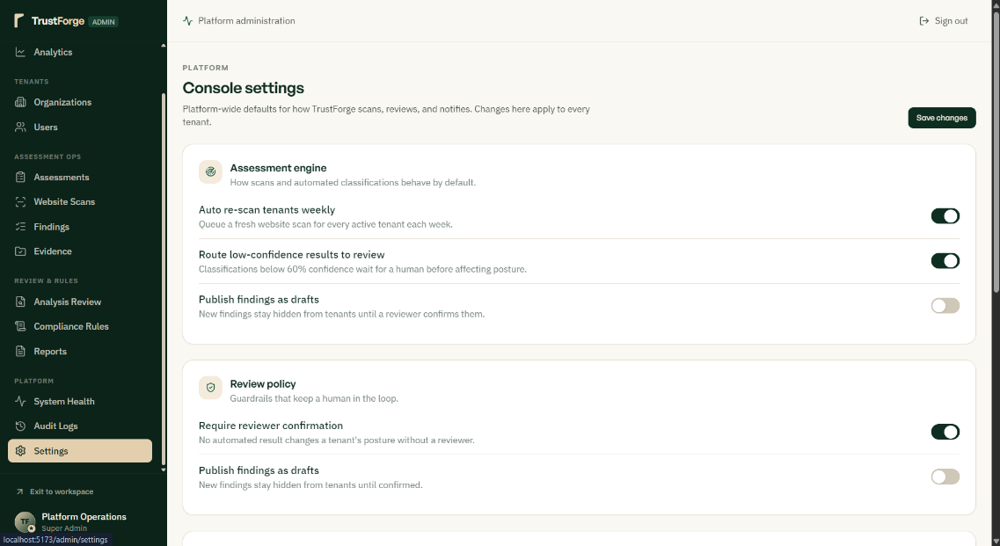 TrustForge ADMIN
Analytics
TENANTS
Organizations
Users
ASSESSMENT OPS
Assessments
Website Scans
Findings
Evidence
REVIEW & RULES
Analysis Review
Compliance Rules
Reports
PLATFORM
System Health
Audit Logs
Settings
Exit to workspace
TF
Platform Operations
Super Admin
localhost:5173/admin/settings
Platform administration
Sign out
PLATFORM
Console settings
Platform-wide defaults for how TrustForge scans, reviews, and notifies. Changes here apply to every
tenant.
Save changes
Assessment engine
How scans and automated classifications behave by default.
Auto re-scan tenants weekly
Queue a fresh website scan for every active tenant each week.
Route low-confidence results to review
Classifications below 60% confidence wait for a human before affecting posture.
Publish findings as drafts
New findings stay hidden from tenants until a reviewer confirms them.
Review policy
Guardrails that keep a human in the loop.
Require reviewer confirmation
No automated result changes a tenant's posture without a reviewer.
Publish findings as drafts
New findings stay hidden from tenants until confirmed.